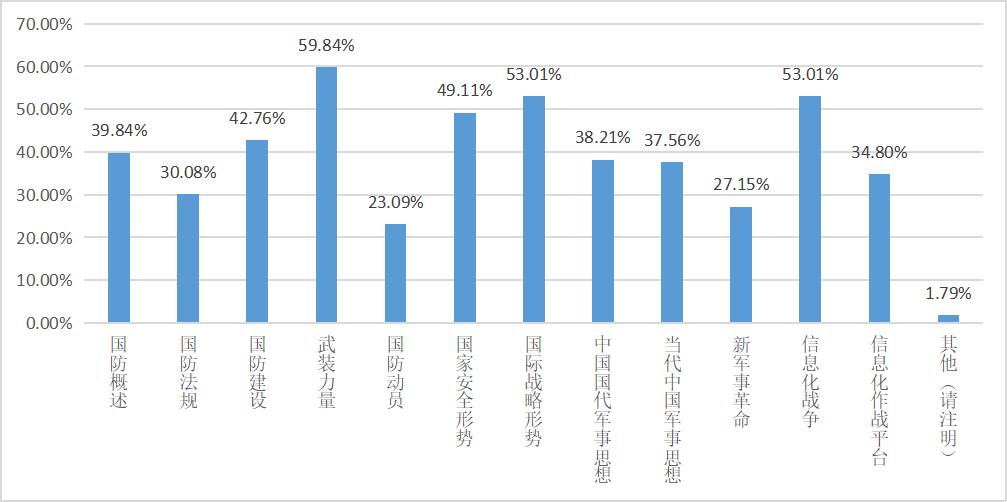 70.00%
60.00%
50.00%
40.00%
30.00%
20.00%
10.00%
0.00%
39.84%
30.08%
42.76%
59.84%
23.09%
49.11%
53.01%
38.21%
37.56%
27.15%
53.01%
34.80%
1.79%
国防概述
国防法规
国防建设
武装力量
国防动员
国家安全形势
国际战略形势
中国国代军事思想
当代中国军事思想
新军事革命
信息化战争
信息化作战平台
其他（请注明）